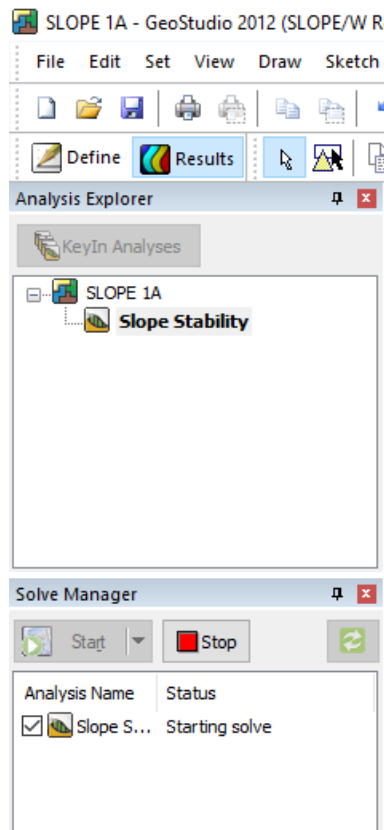 SLOPE 1A - GeoStudio 2012 (SLOPE/W R
File Edit Set View Draw Sketch
Define Results
Analysis Explorer
KeyIn Analyses
SLOPE 1A
Slope Stability
Solve Manager
Start Stop
Analysis Name Status
Slope S... Starting solve